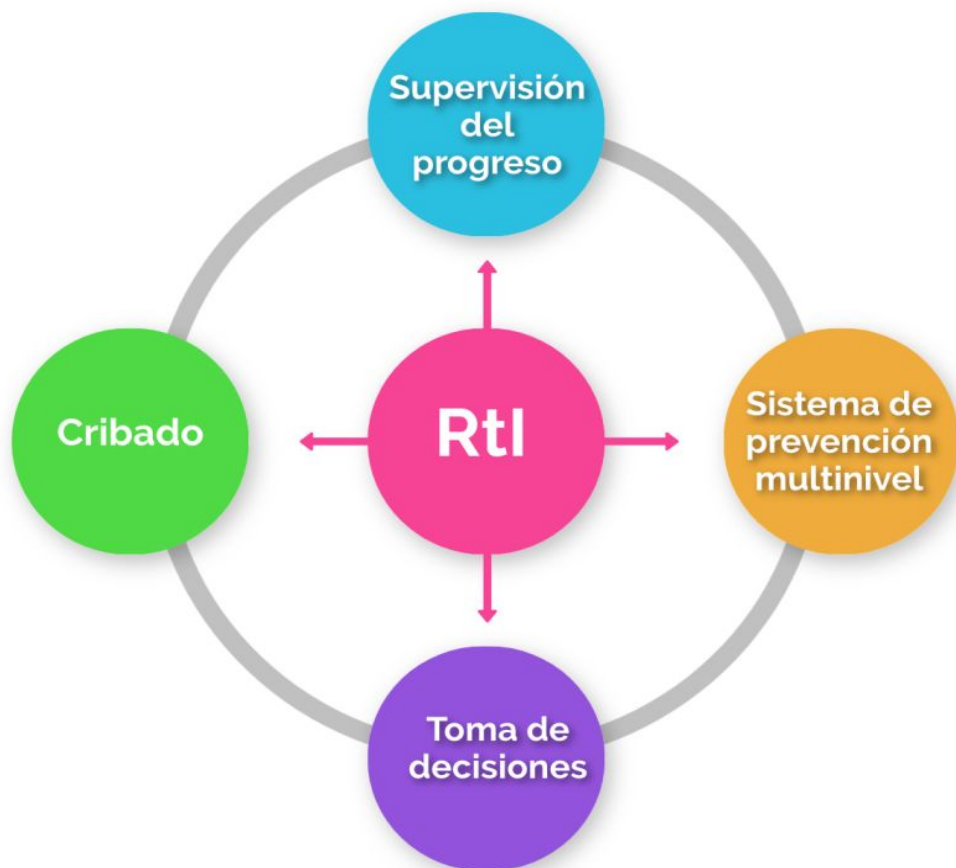 Supervisión
del
progreso
Cribado
RtI
Sistema de
prevención
multinivel
Toma de
decisiones